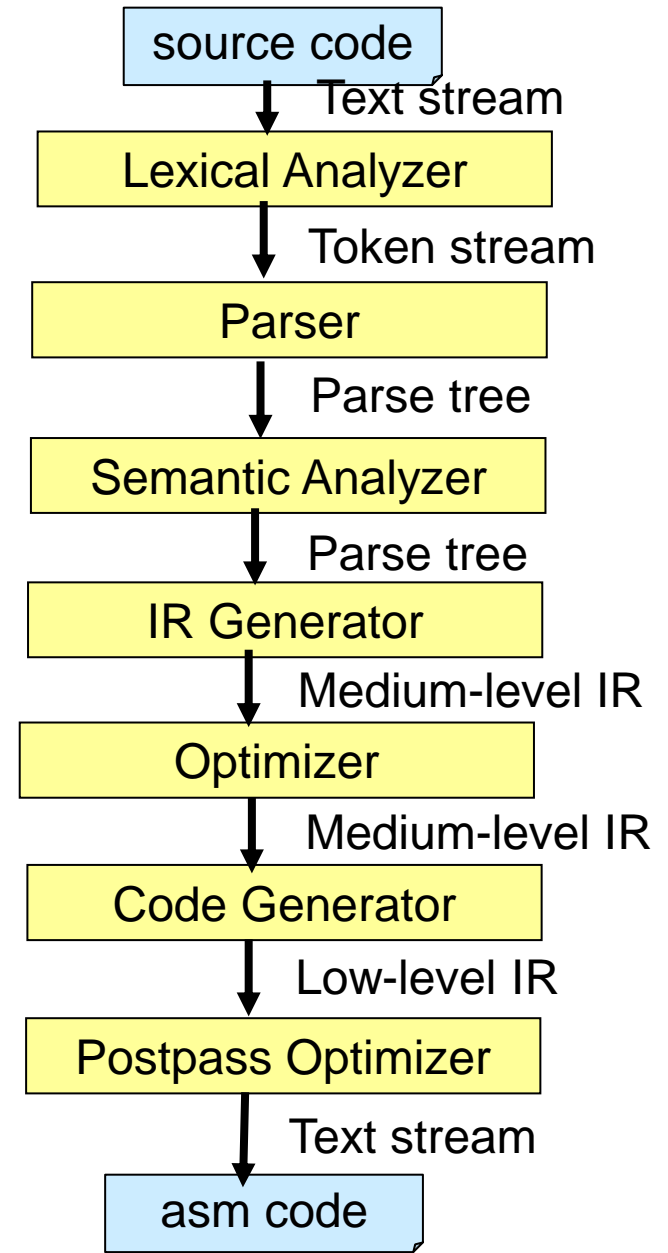 source code
Text stream
Lexical Analyzer
Token stream
Parser
Parse tree
Semantic Analyzer
Parse tree
IR Generator
Medium-level IR
Optimizer
Medium-level IR
Code Generator
Low-level IR
Postpass Optimizer
Text stream
asm code